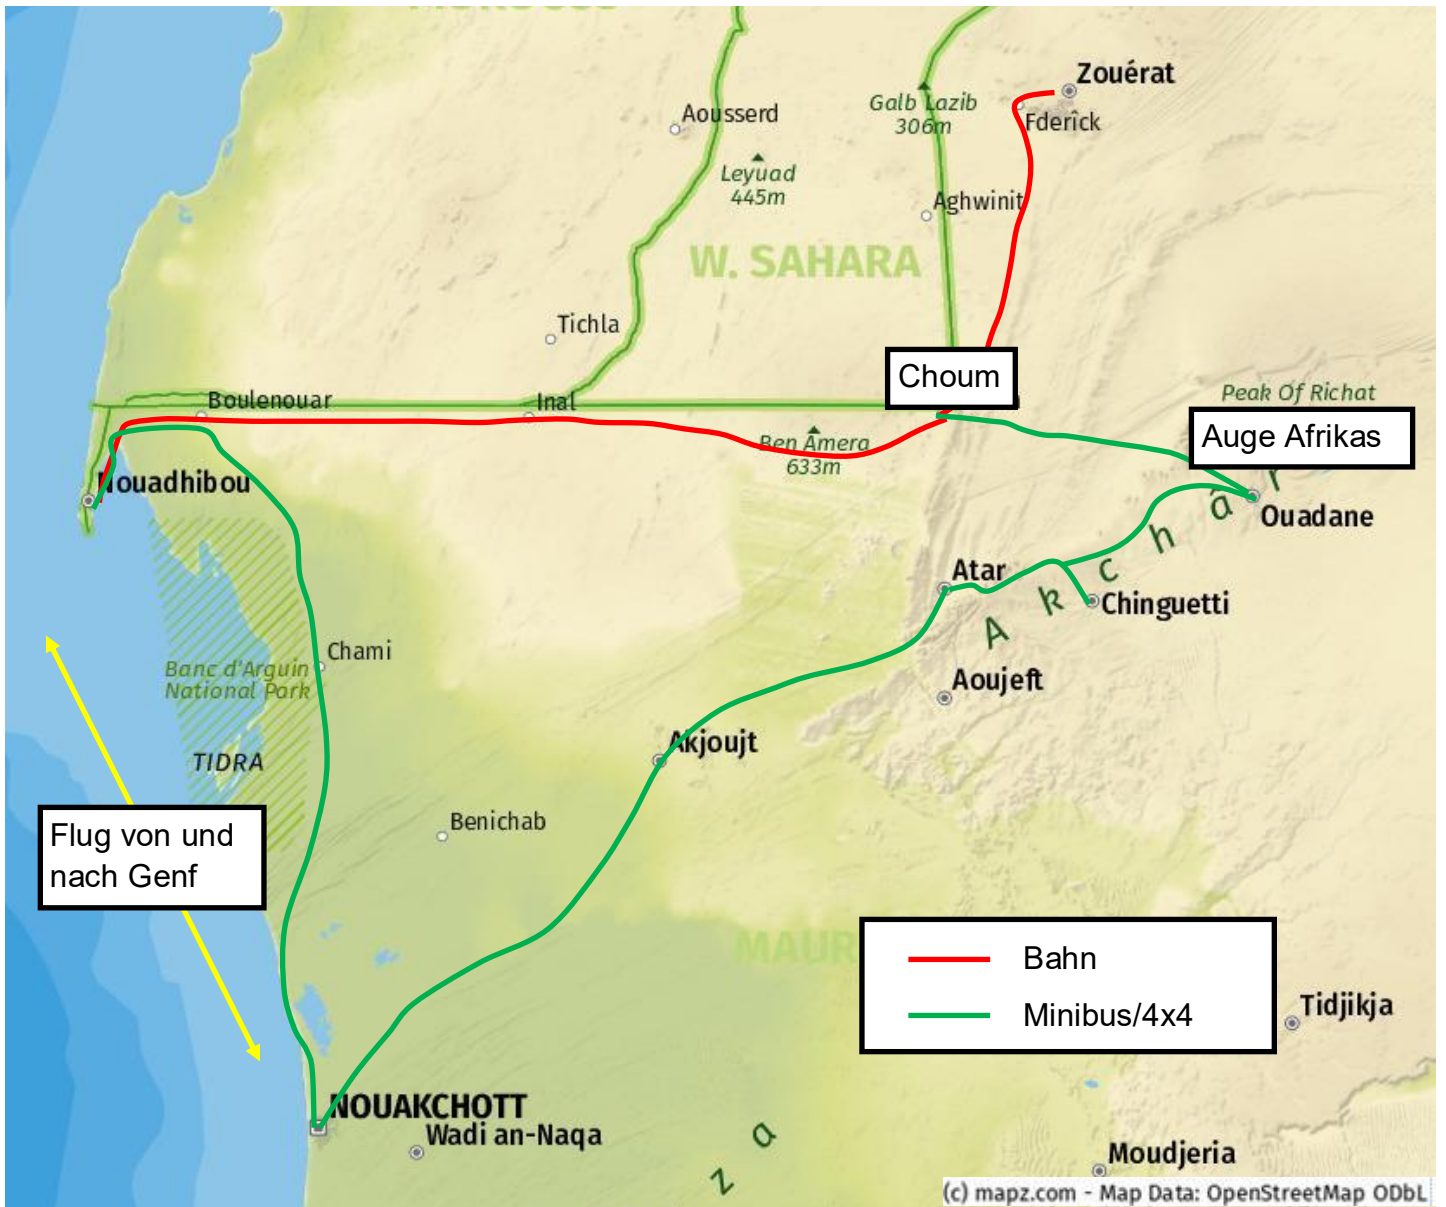 Zouérat
Galb Lazib
306m
Fderîck
Aousserd
Leyuad
445m
Aghwinit
W. SAHARA
Tichla
Choum
Peak Of Richat
Boulenouar
Inal
Auge Afrikas
Ben Amera
633m
Nouadhibou
Ouadane
Akchâr
Atar
Chinguetti
Chami
Banc d'Arguin
National Park
Aoujeft
Akjoujt
TIDRA
Benichab
Flug von und
nach Genf
MAUR
Bahn
Minibus/4x4
Tidjikja
NOUAKCHOTT
Wadi an-Naqa
z a
Moudjeria
(c) mapz.com - Map Data: OpenStreetMap ODbL